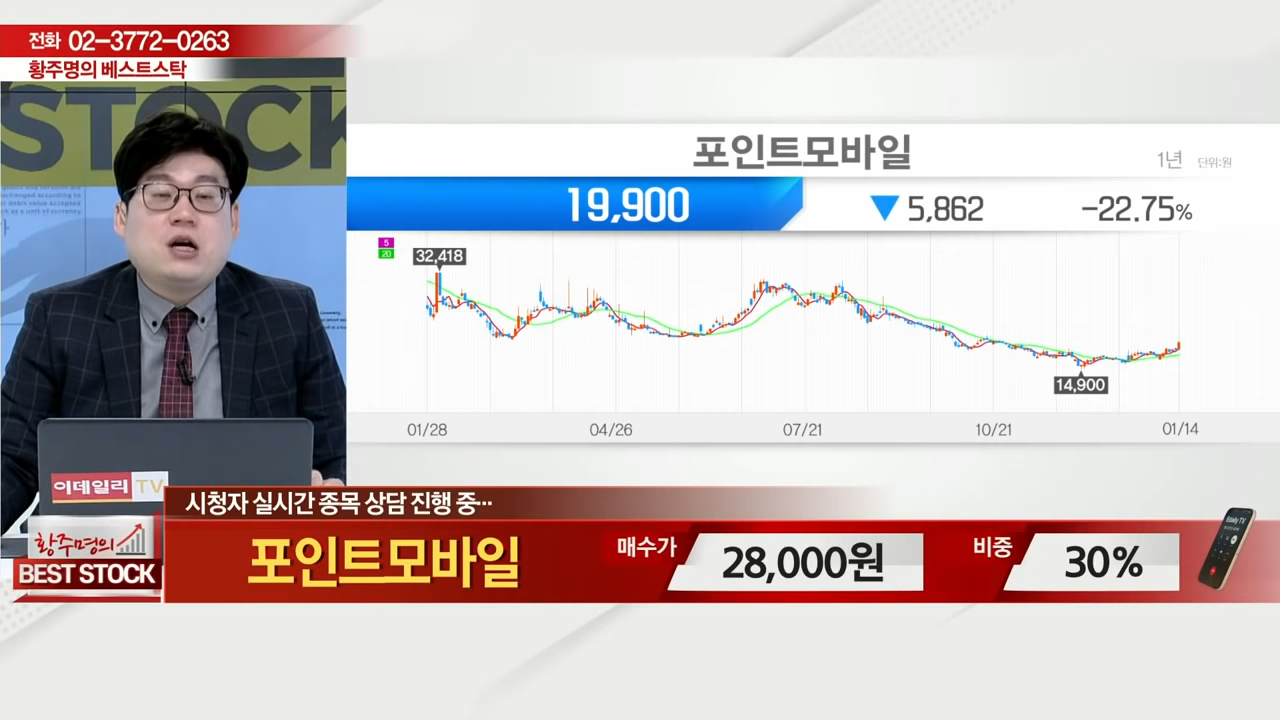 전화 02-3772-0263
황주명의 베스트스탁
STOCK
포인트모바일
1년 단위:원
19,900 ▼ 5,862 -22.75%
5
20
32,418
14,900
01/28 04/26 07/21 10/21 01/14
이데일리 TV
시청자 실시간 종목 상담 진행 중...
황주명의
BEST STOCK
포인트모바일 매수가 28,000원 비중 30%